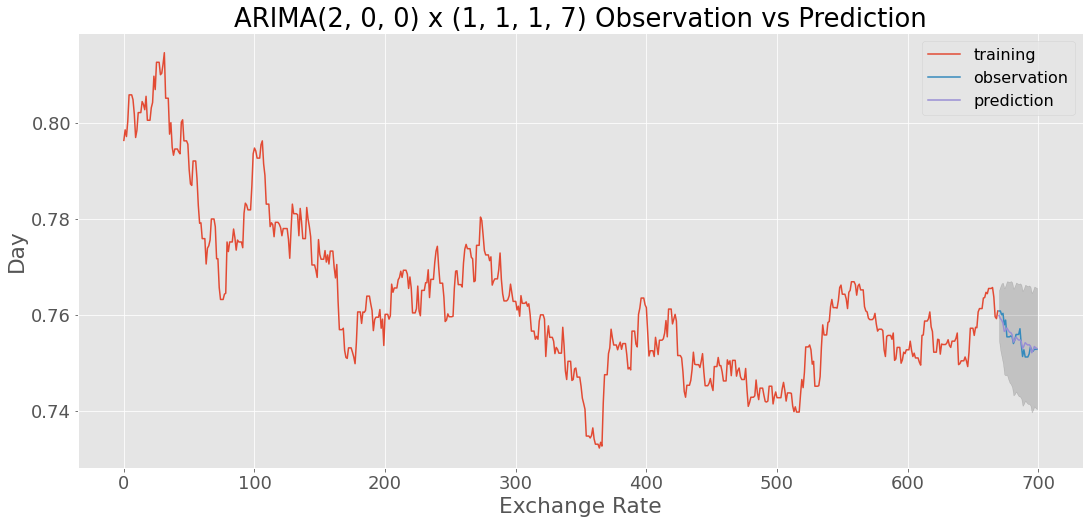 ARIMA(2, 0, 0) x (1, 1, 1, 7) Observation vs Prediction
training
observation
prediction
0.80
0.78
0.76
0.74
Day
0 100 200 300 400 500 600 700
Exchange Rate